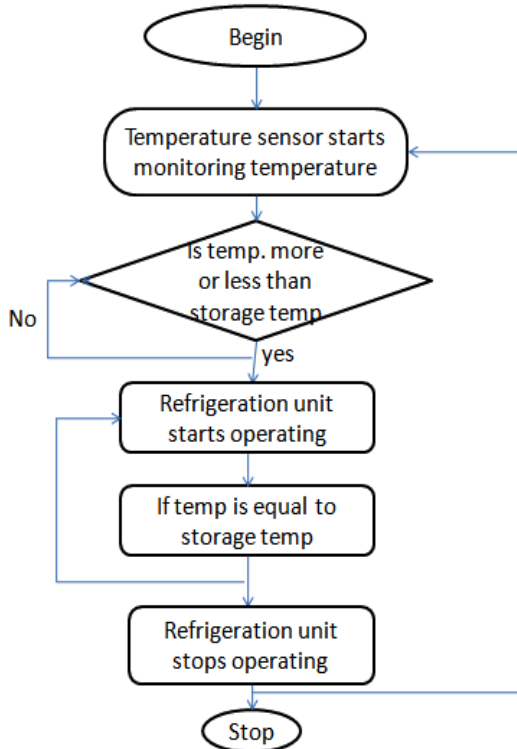 Begin
Temperature sensor starts
monitoring temperature
Is temp. more
or less than
storage temp
No
yes
Refrigeration unit
starts operating
If temp is equal to
storage temp
Refrigeration unit
stops operating
Stop